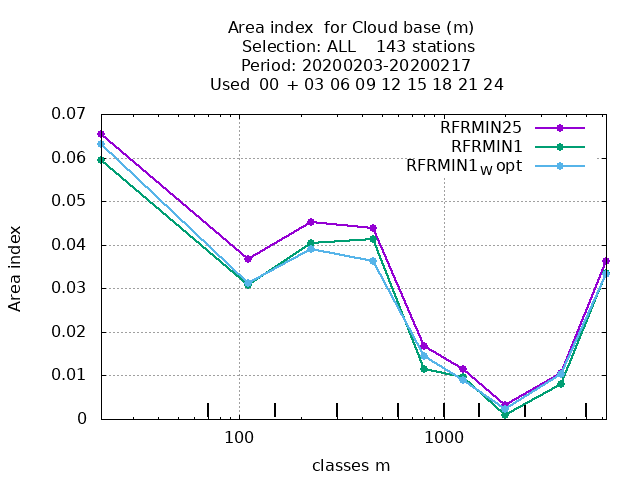 Area index  for Cloud base (m)
Selection: ALL    143 stations
Period: 20200203-20200217
Used  00 + 03 06 09 12 15 18 21 24
RFRMIN25
RFRMIN1
RFRMIN1_W opt
0.07
0.06
0.05
0.04
0.03
0.02
0.01
0
Area index
100 1000
classes m